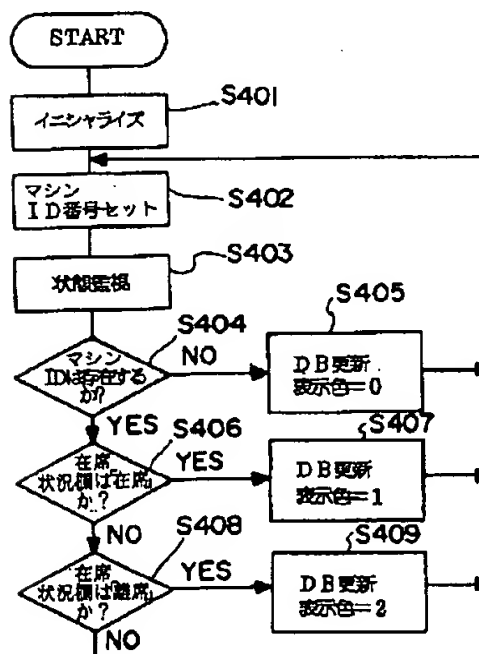 START
イニシャライズ
S401
マシン
ID番号セット
S402
状態監視
S403
マシン
IDは存在する
か?
S404
NO
YES
DB更新
表示色=0
S405
在席
状況欄は「在席」
か?
S406
YES
NO
DB更新
表示色=1
S407
在席
状況欄は「離席」
か?
S408
YES
NO
DB更新
表示色=2
S409